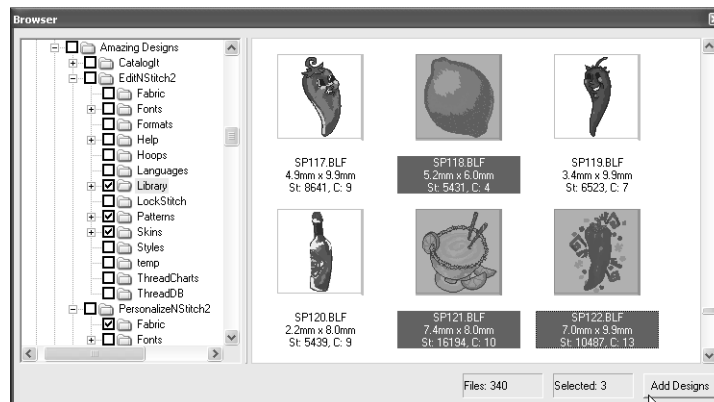 Browser
Amazing Designs
CatalogIt
EditNStitch2
Fabric
Fonts
Formats
Help
Hoops
Languages
Library
LockStitch
Patterns
Skins
Styles
temp
ThreadCharts
ThreadDB
PersonalizeNStitch2
Fabric
Fonts
SP117.BLF
4.9mm x 9.9mm
St: 8641, C: 9
SP118.BLF
5.2mm x 6.0mm
St: 5431, C: 4
SP119.BLF
3.4mm x 9.9mm
St: 6523, C: 7
SP120.BLF
2.2mm x 8.0mm
St: 5439, C: 9
SP121.BLF
7.4mm x 8.0mm
St: 16194, C: 10
SP122.BLF
7.0mm x 9.9mm
St: 10487, C: 13
Files: 340
Selected: 3
Add Designs